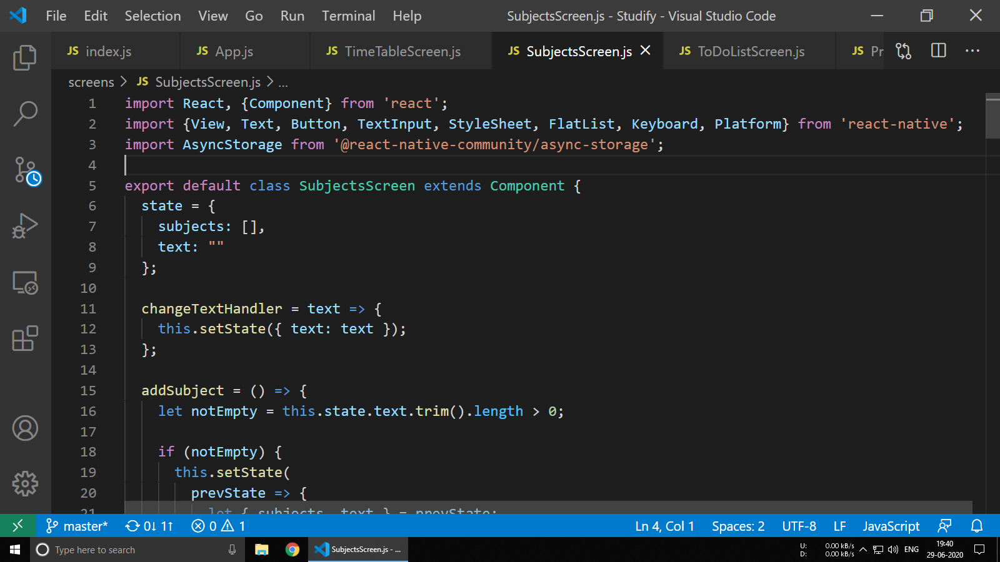 File Edit Selection View Go Run Terminal Help SubjectsScreen.js - Studify - Visual Studio Code
JS index.js JS App.js JS TimeTableScreen.js JS SubjectsScreen.js JS ToDoListScreen.js JS Pr
screens > JS SubjectsScreen.js > ...
1 import React, {Component} from 'react';
2 import {View, Text, Button, TextInput, StyleSheet, FlatList, Keyboard, Platform} from 'react-native';
3 import AsyncStorage from '@react-native-community/async-storage';
4
5 export default class SubjectsScreen extends Component {
6 state = {
7 subjects: [],
8 text: ""
9 };
10
11 changeTextHandler = text => {
12 this.setState({ text: text });
13 };
14
15 addSubject = () => {
16 let notEmpty = this.state.text.trim().length > 0;
17
18 if (notEmpty) {
19 this.setState(
20 prevState => {
21 let { subjects, text } = prevState;
master* 0↓ 1↑ 0 1 Ln 4, Col 1 Spaces: 2 UTF-8 LF JavaScript
Type here to search SubjectsScreen.js - ... U: 0.00 kB/s D: 0.00 kB/s ENG 19:40 29-06-2020